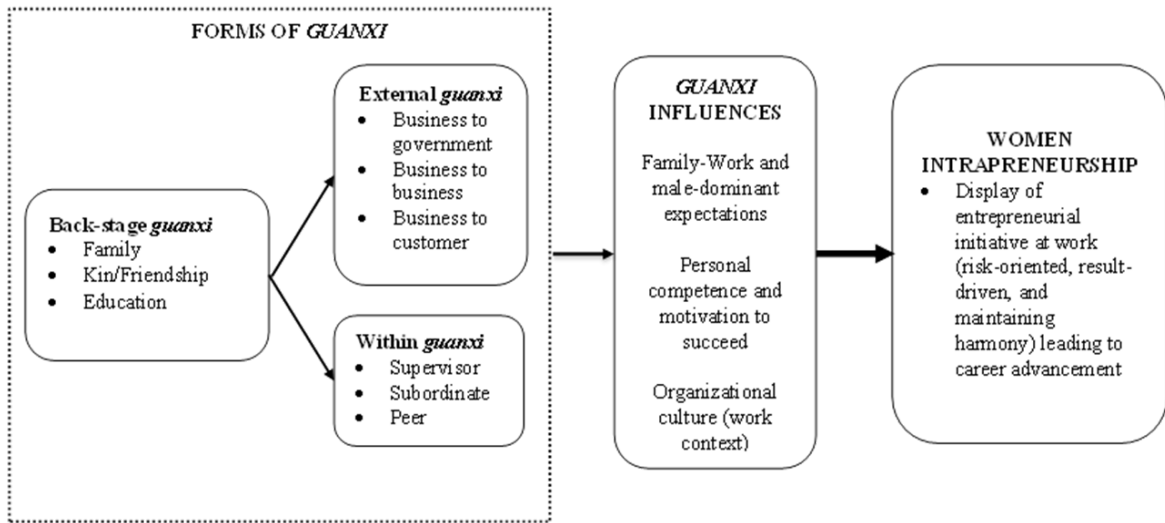 FORMS OF GUANXI
Back-stage guanxi
• Family
• Kin/Friendship
• Education
External guanxi
• Business to
government
• Business to
business
• Business to
customer
Within guanxi
• Supervisor
• Subordinate
• Peer
GUANXI
INFLUENCES
Family-Work and
male-dominant
expectations
Personal
competence and
motivation to
succeed
Organizational
culture (work
context)
WOMEN
INTRAPRENEURSHIP
• Display of
entrepreneurial
initiative at work
(risk-oriented, result-
driven, and
maintaining
harmony) leading to
career advancement